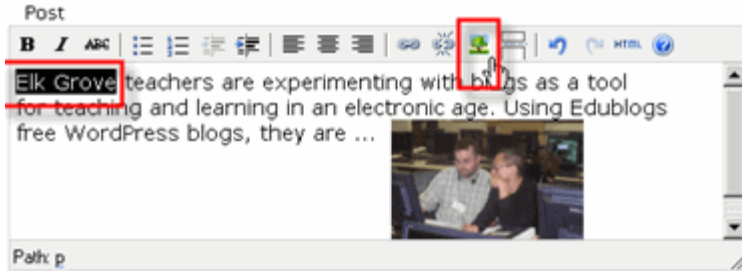 Post
B I ABC HTML
Elk Grove teachers are experimenting with blogs as a tool
for teaching and learning in an electronic age. Using Edublogs
free WordPress blogs, they are ...
Path: p